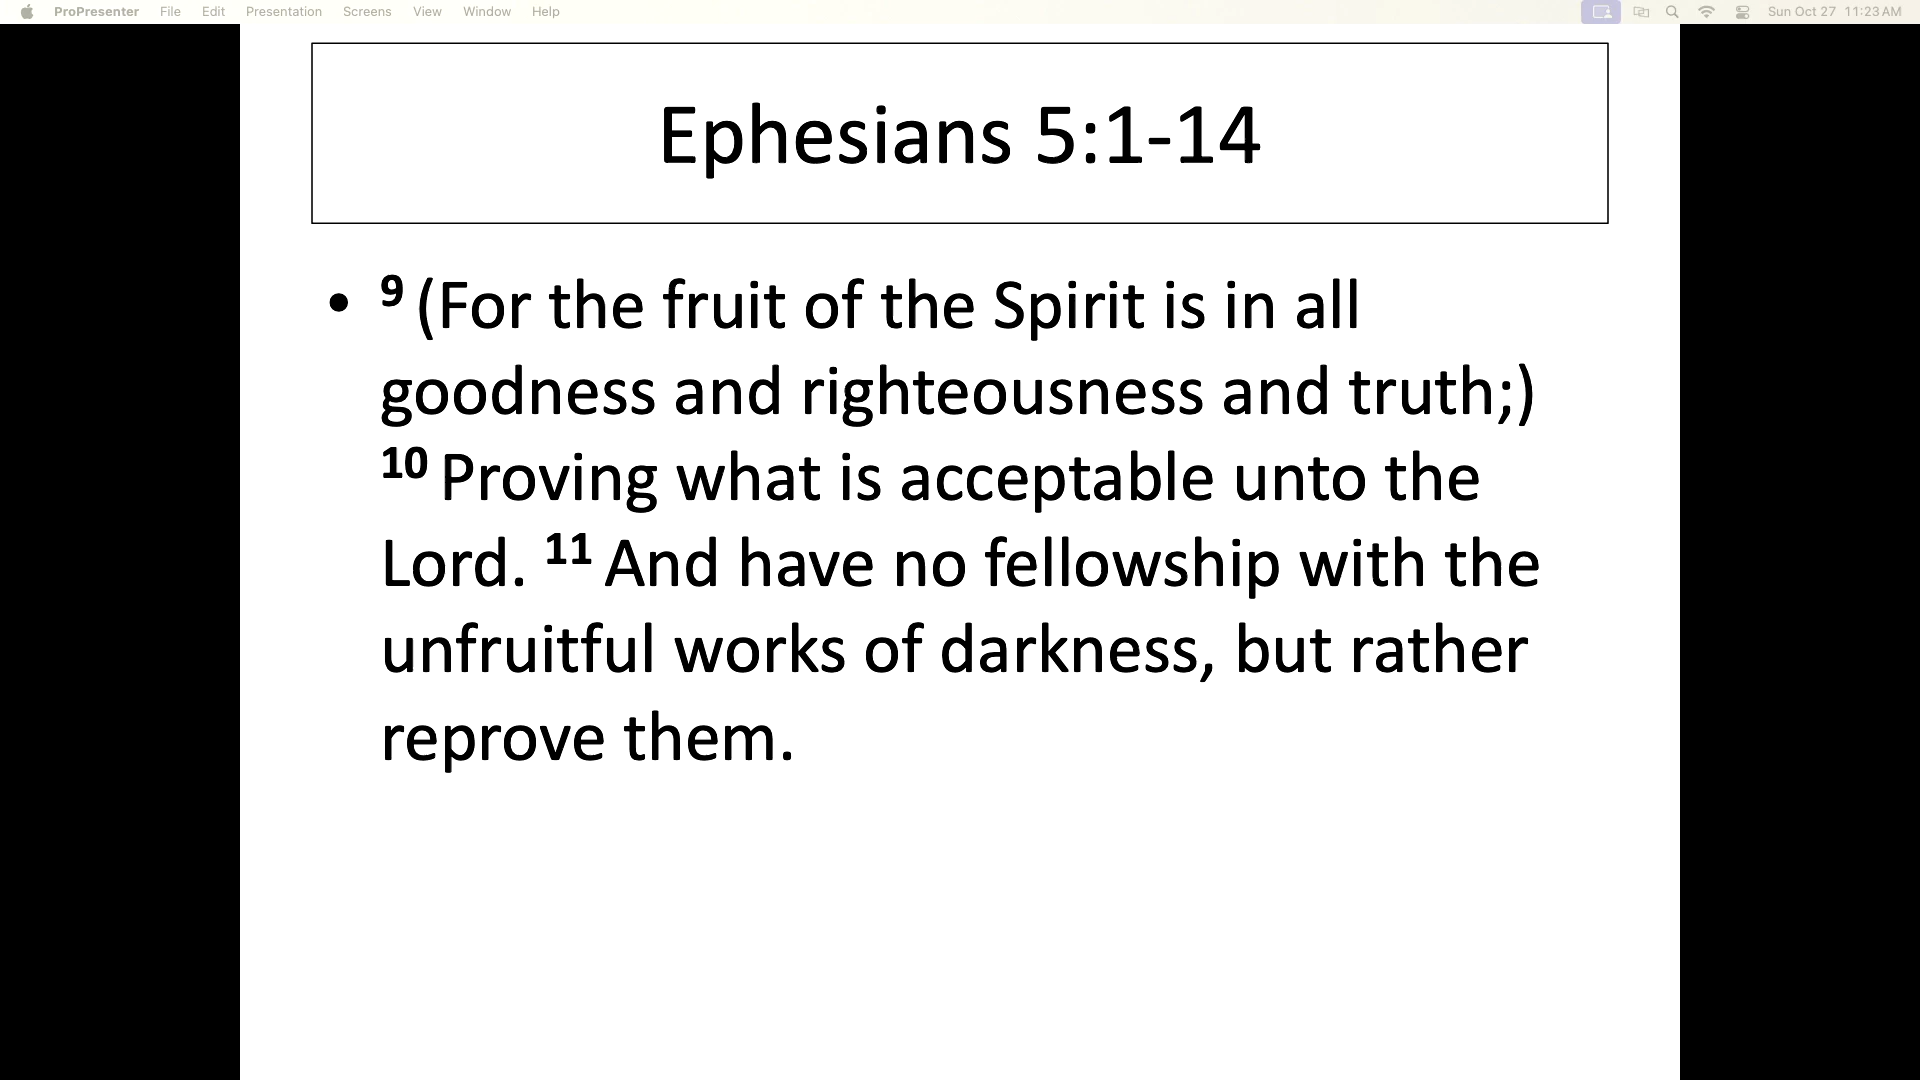 ProPresenter File Edit Presentation Screens View Window Help Sun Oct 27 11:23 AM
Ephesians 5:1-14
• 9 (For the fruit of the Spirit is in all
goodness and righteousness and truth;)
10 Proving what is acceptable unto the
Lord. 11 And have no fellowship with the
unfruitful works of darkness, but rather
reprove them.